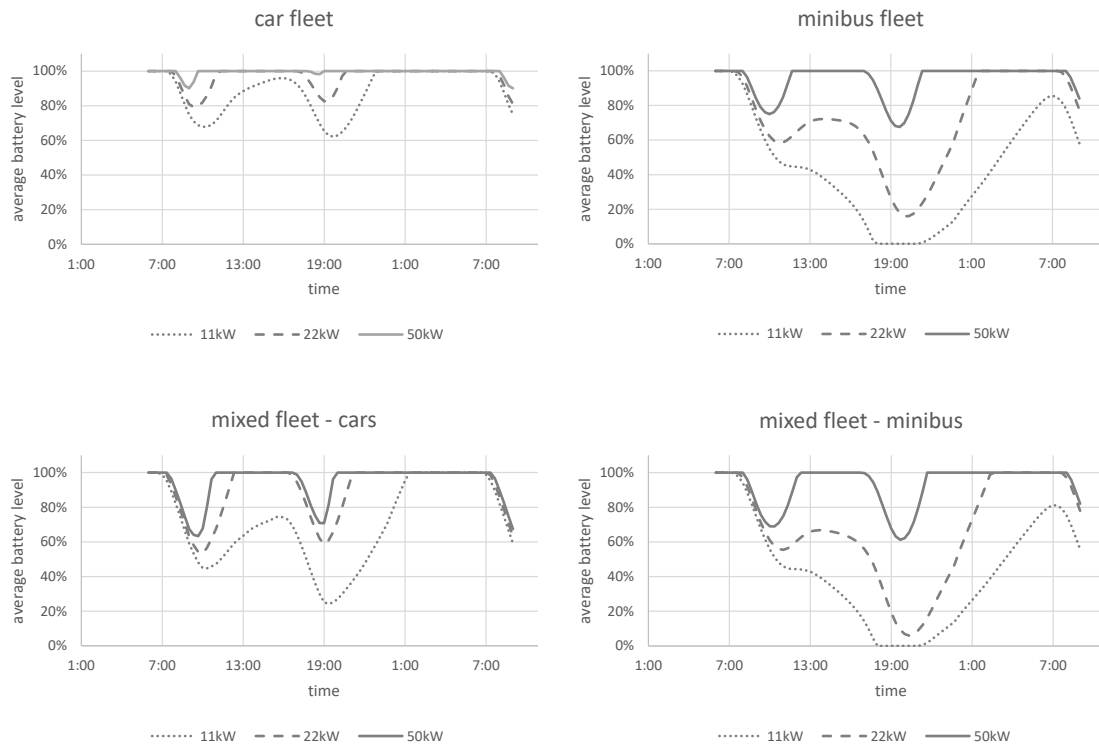 car fleet
average battery level
100%
80%
60%
40%
20%
0%
1:00 7:00 13:00 19:00 1:00 7:00
time
11kW 22kW 50kW
minibus fleet
average battery level
100%
80%
60%
40%
20%
0%
1:00 7:00 13:00 19:00 1:00 7:00
time
11kW 22kW 50kW
mixed fleet - cars
average battery level
100%
80%
60%
40%
20%
0%
1:00 7:00 13:00 19:00 1:00 7:00
time
11kW 22kW 50kW
mixed fleet - minibus
average battery level
100%
80%
60%
40%
20%
0%
1:00 7:00 13:00 19:00 1:00 7:00
time
11kW 22kW 50kW